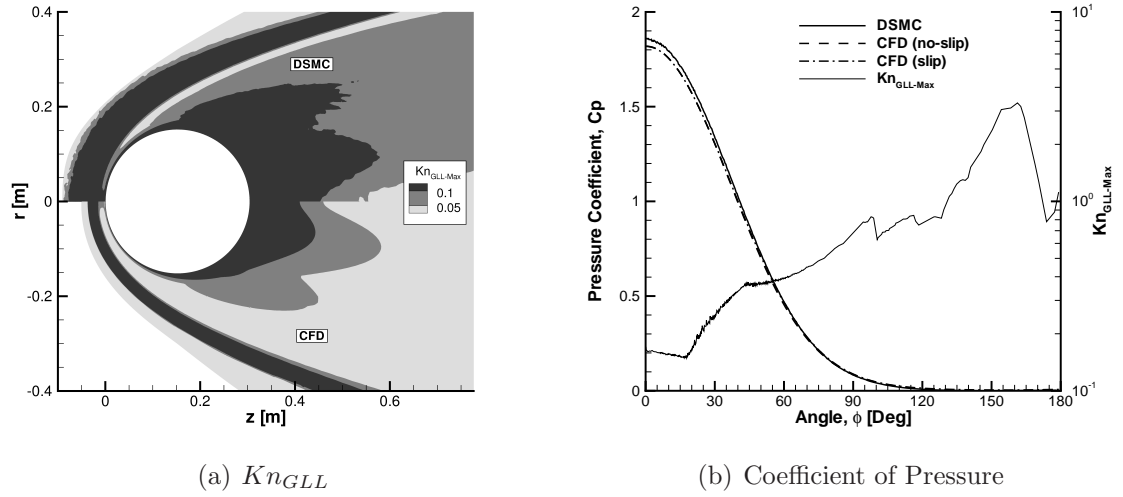 0.4
0.2
0
-0.2
-0.4
r [m]
0
0.2
0.4
0.6
z [m]
DSMC
CFD
Kn_GLL-Max
0.1
0.05
(a) Kn_GLL
2
1.5
1
0.5
0
Pressure Coefficient, Cp
DSMC
CFD (no-slip)
CFD (slip)
Kn_GLL-Max
10^1
10^0
10^-1
Kn_GLL-Max
0
30
60
90
120
150
180
Angle, ϕ [Deg]
(b) Coefficient of Pressure